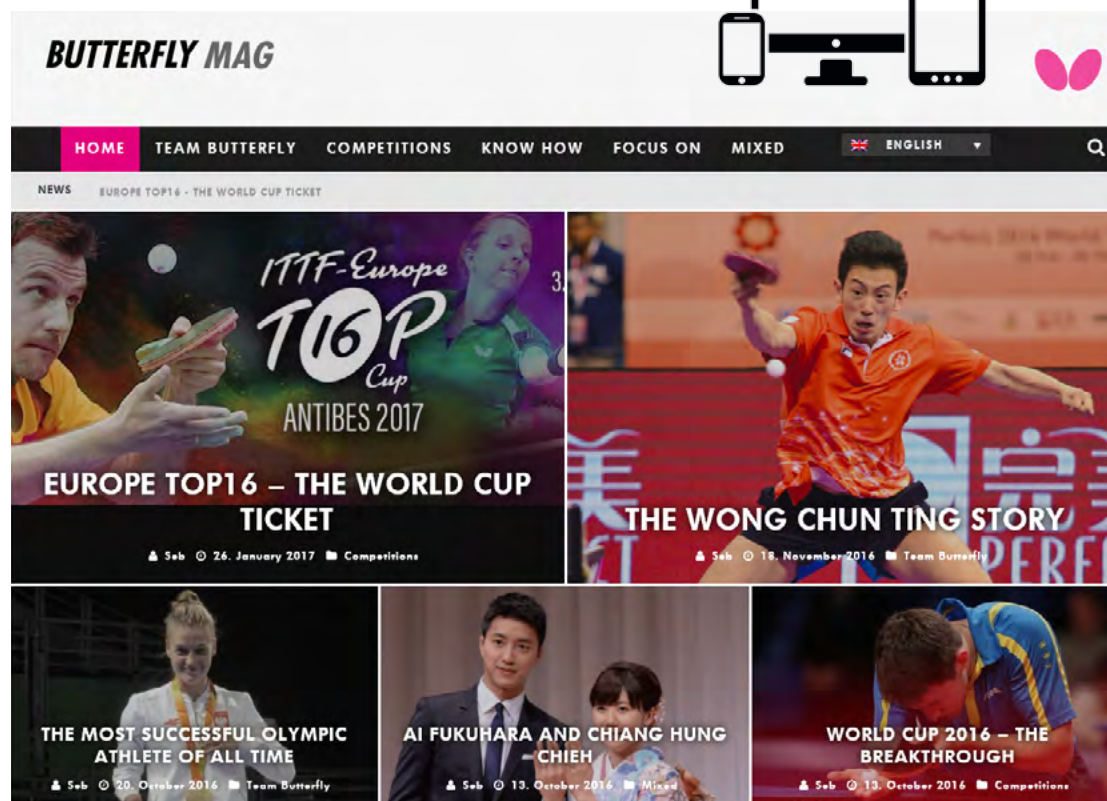 BUTTERFLY MAG
HOME TEAM BUTTERFLY COMPETITIONS KNOW HOW FOCUS ON MIXED ENGLISH
NEWS EUROPE TOP16 - THE WORLD CUP TICKET
ITTF-Europe
TOP
16
Cup
ANTIBES 2017
3.
EUROPE TOP16 – THE WORLD CUP
TICKET
Seb 26. January 2017 Competitions
美
完
THE WONG CHUN TING STORY
Seb 18. November 2016 Team Butterfly
PERFE
THE MOST SUCCESSFUL OLYMPIC
ATHLETE OF ALL TIME
Seb 20. October 2016 Team Butterfly
AI FUKUHARA AND CHIANG HUNG
CHIEH
Seb 13. October 2016 Mixed
WORLD CUP 2016 – THE
BREAKTHROUGH
Seb 13. October 2016 Competitions